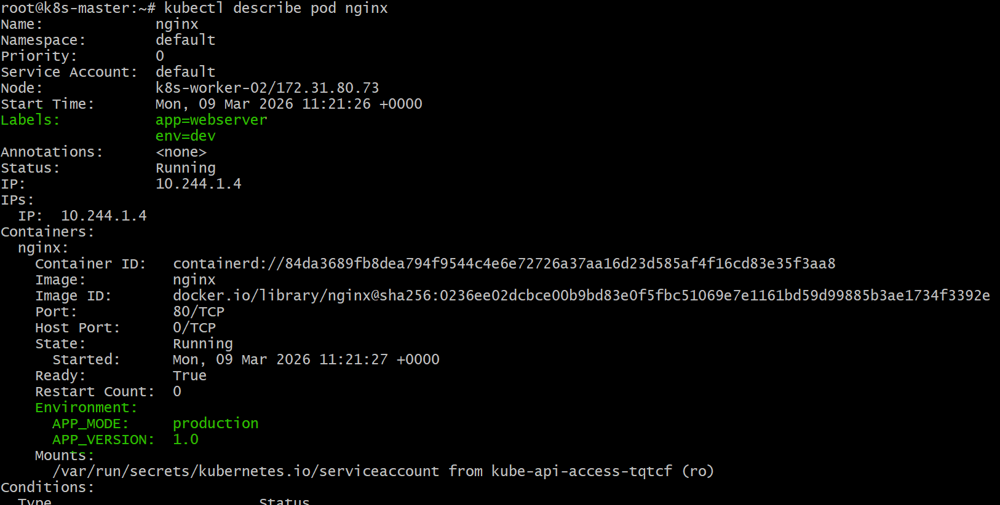 root@k8s-master:~# kubectl describe pod nginx
Name:             nginx
Namespace:        default
Priority:         0
Service Account:  default
Node:             k8s-worker-02/172.31.80.73
Start Time:       Mon, 09 Mar 2026 11:21:26 +0000
Labels:           app=webserver
                  env=dev
Annotations:      <none>
Status:           Running
IP:               10.244.1.4
IPs:
  IP:  10.244.1.4
Containers:
  nginx:
    Container ID:   containerd://84da3689fb8dea794f9544c4e6e72726a37aa16d23d585af4f16cd83e35f3aa8
    Image:          nginx
    Image ID:       docker.io/library/nginx@sha256:0236ee02dcbce00b9bd83e0f5fbc51069e7e1161bd59d99885b3ae1734f3392e
    Port:           80/TCP
    Host Port:      0/TCP
    State:          Running
      Started:      Mon, 09 Mar 2026 11:21:27 +0000
    Ready:          True
    Restart Count:  0
    Environment:
      APP_MODE:     production
      APP_VERSION:  1.0
    Mounts:
      /var/run/secrets/kubernetes.io/serviceaccount from kube-api-access-tqtcf (ro)
Conditions:
  Type                        Status